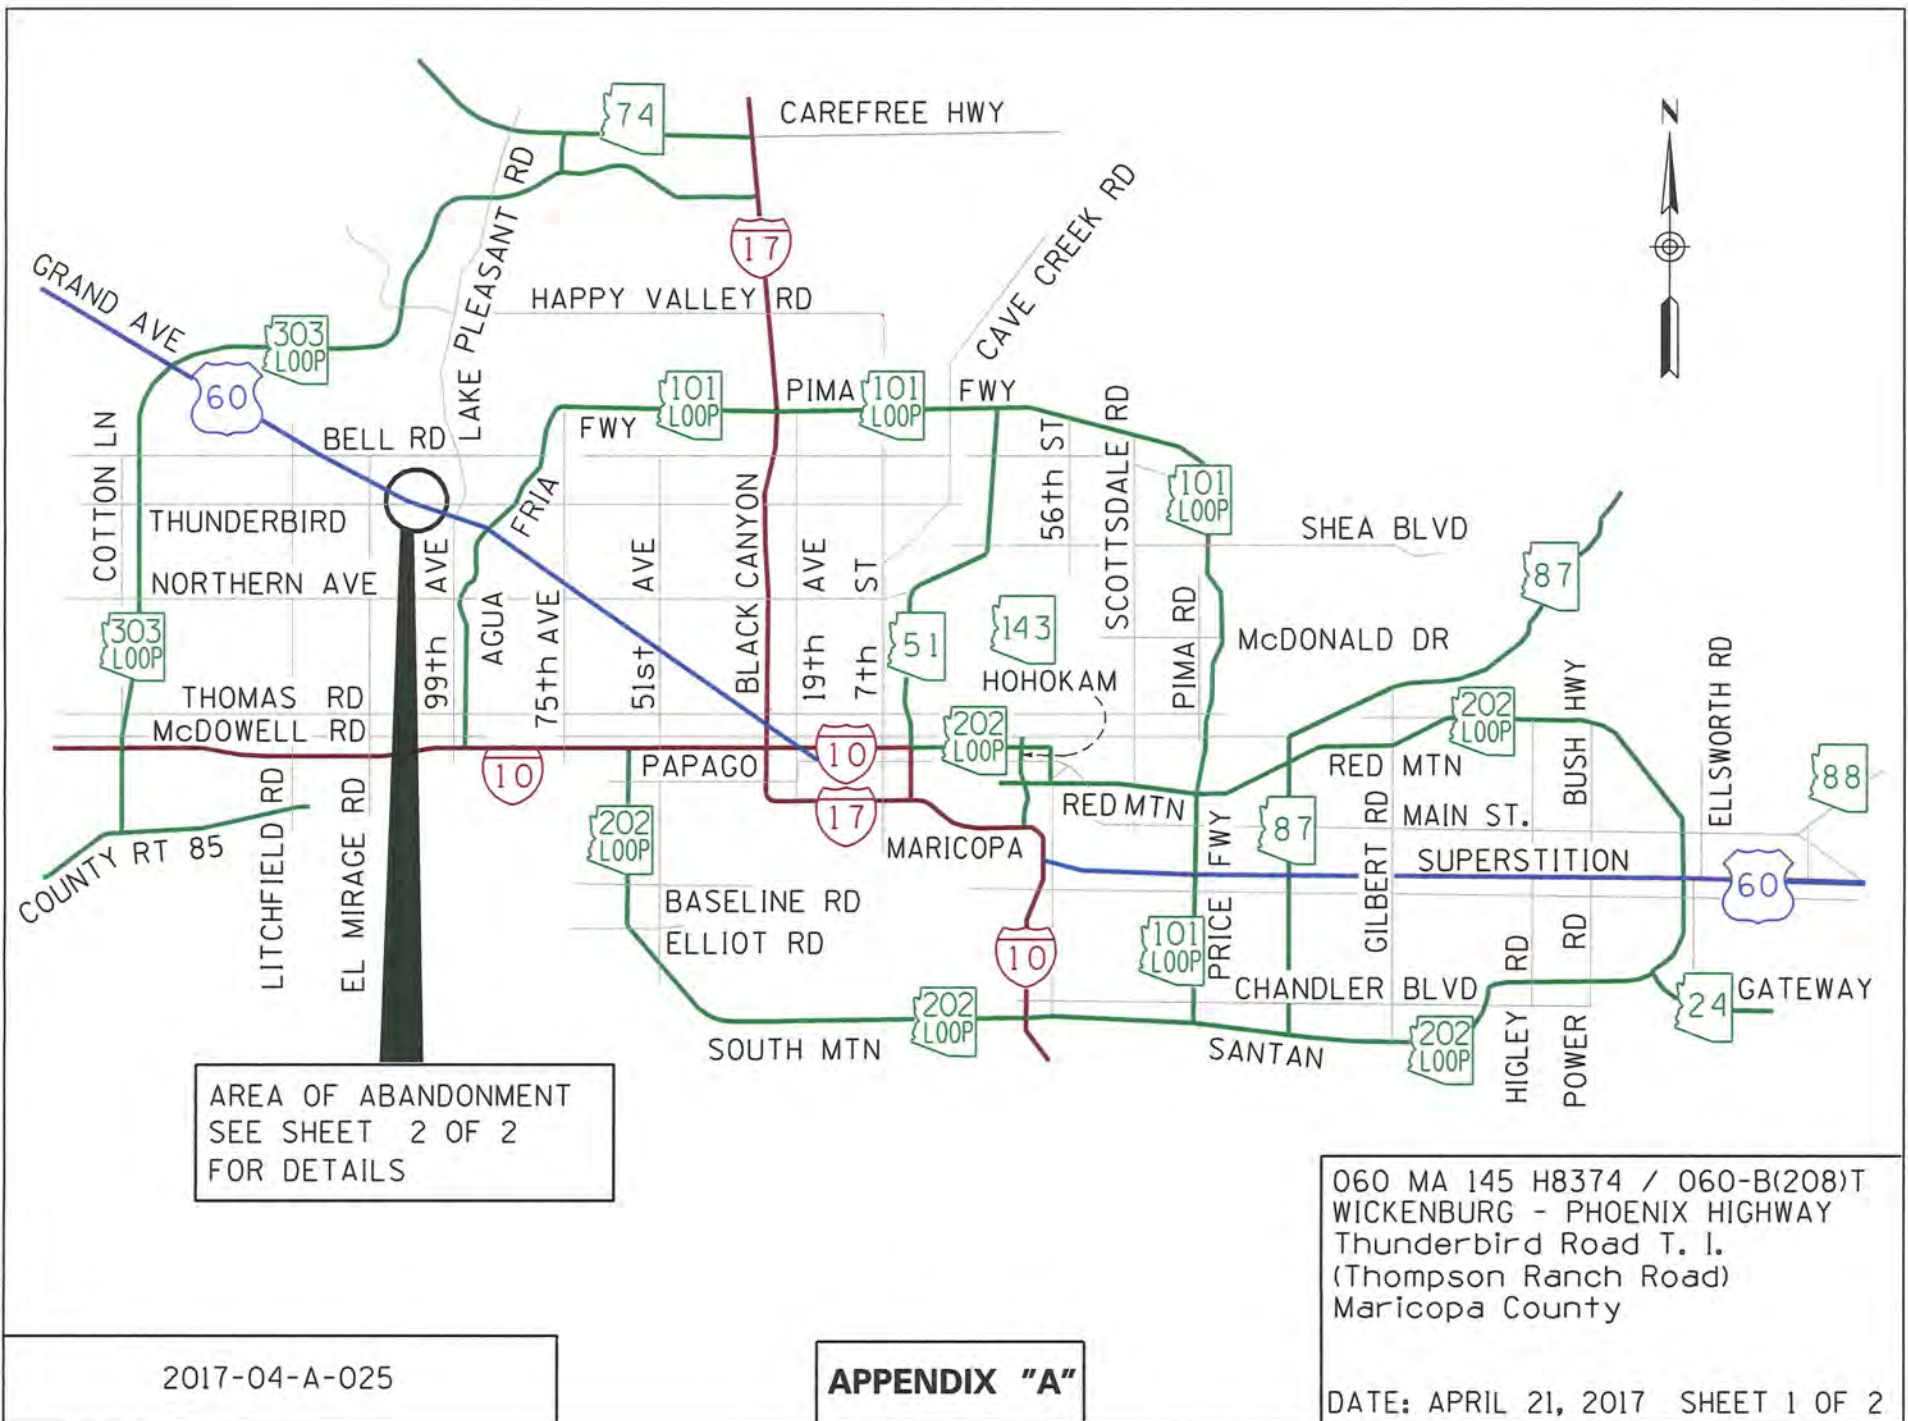 74
CAREFREE HWY
N
LAKE PLEASANT RD
17
CAVE CREEK RD
GRAND AVE
HAPPY VALLEY RD
303
LOOP
60
101
LOOP
PIMA
101
LOOP
FWY
FWY
BELL RD
COTTON LN
THUNDERBIRD
NORTHERN AVE
303
LOOP
99th AVE
AGUA
FRIA
75th AVE
51st AVE
BLACK CANYON
19th AVE
7th ST
51
143
HOHOKAM
56th ST
SCOTTSDALE RD
101
LOOP
PIMA RD
SHEA BLVD
87
McDONALD DR
THOMAS RD
McDOWELL RD
10
PAPAGO
10
202
LOOP
17
MARICOPA
RED MTN
RED MTN
202
LOOP
BUSH HWY
ELLSWORTH RD
88
COUNTY RT 85
LITCHFIELD RD
EL MIRAGE RD
202
LOOP
BASELINE RD
ELLIOT RD
10
101
LOOP
PRICE FWY
87
GILBERT RD
MAIN ST.
SUPERSTITION
60
CHANDLER BLVD
HIGLEY RD
POWER RD
24
GATEWAY
SOUTH MTN
202
LOOP
SANTAN
202
LOOP
AREA OF ABANDONMENT
SEE SHEET 2 OF 2
FOR DETAILS
060 MA 145 H8374 / 060-B(208)T
WICKENBURG - PHOENIX HIGHWAY
Thunderbird Road T. I.
(Thompson Ranch Road)
Maricopa County
DATE: APRIL 21, 2017 SHEET 1 OF 2
2017-04-A-025
APPENDIX "A"